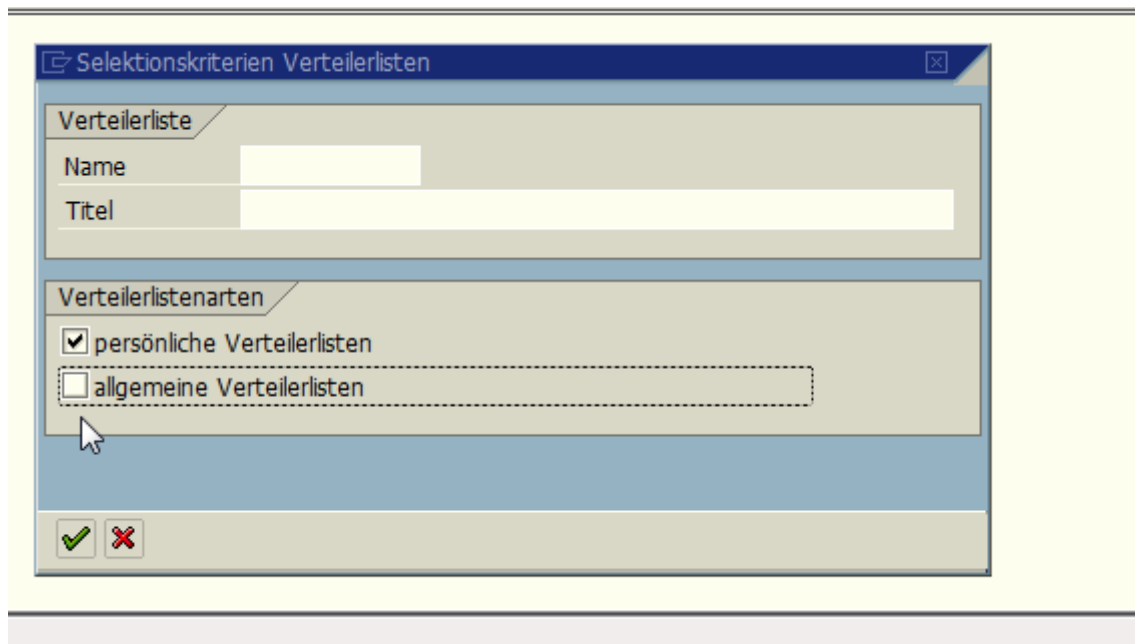 Selektionskriterien Verteilerlisten
Verteilerliste
Name
Titel
Verteilerlistenarten
persönliche Verteilerlisten
allgemeine Verteilerlisten